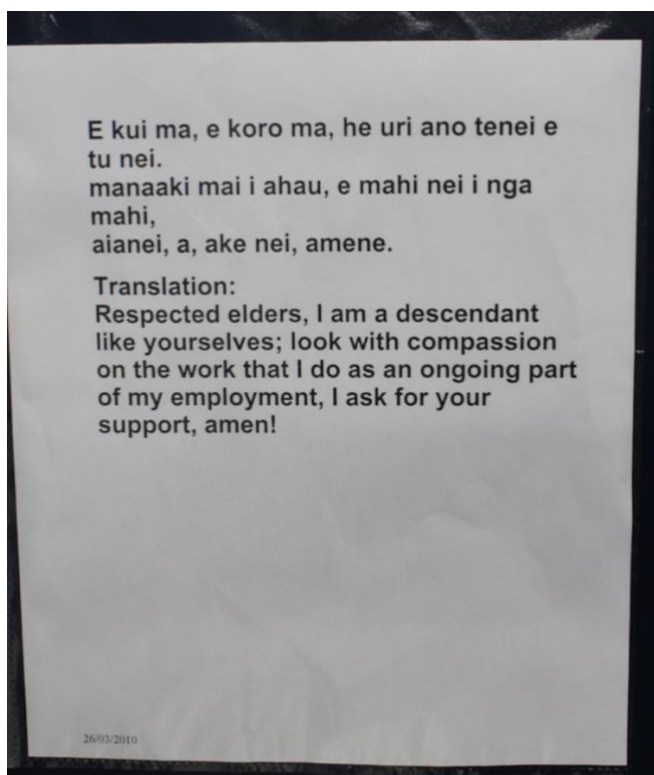 E kui ma, e koro ma, he uri ano tenei e
tu nei.
manaaki mai i ahau, e mahi nei i nga
mahi,
aianei, a, ake nei, amene.
Translation:
Respected elders, I am a descendant
like yourselves; look with compassion
on the work that I do as an ongoing part
of my employment, I ask for your
support, amen!
26/03/2010